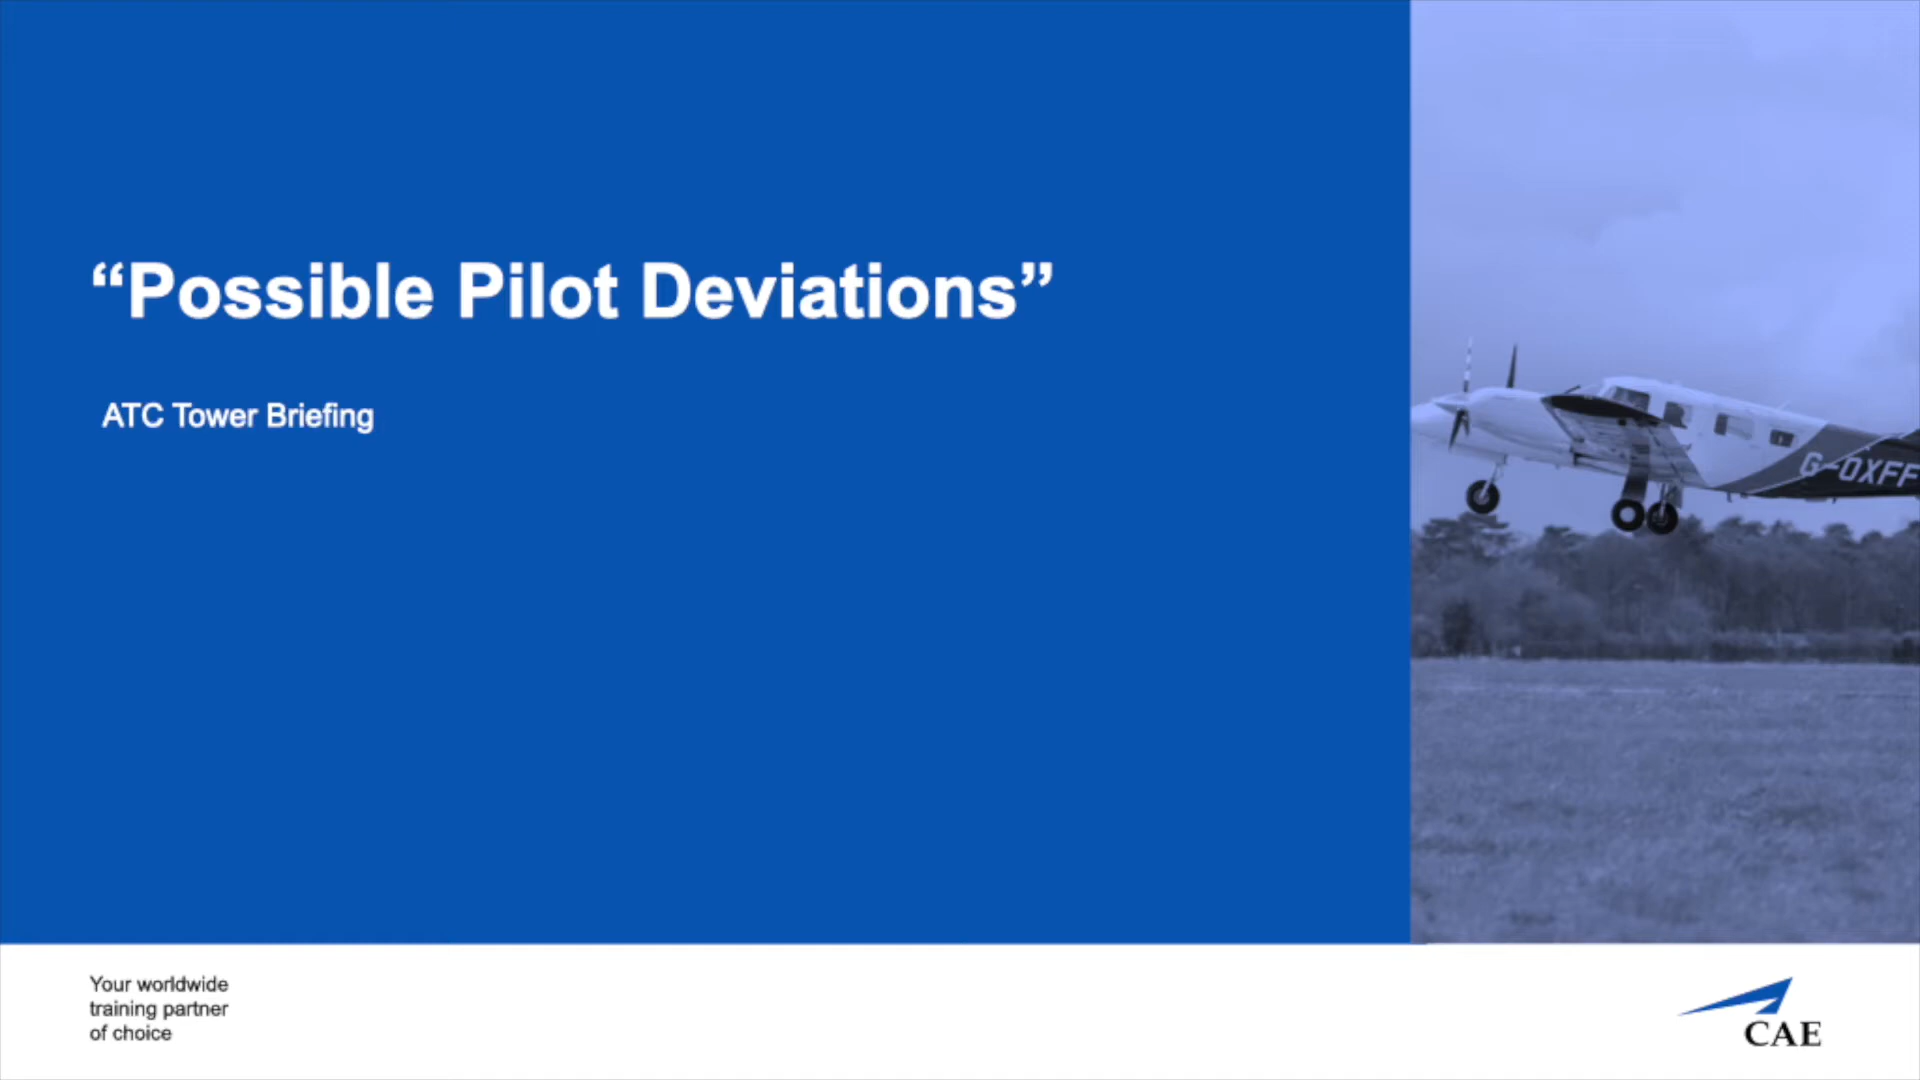 “Possible Pilot Deviations”
ATC Tower Briefing
G-OXFF
Your worldwide
training partner
of choice
CAE